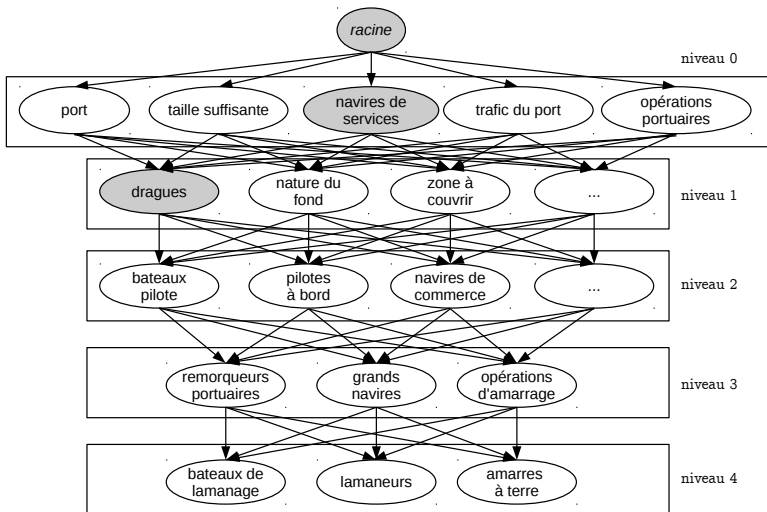 racine
niveau 0
port
taille suffisante
navires de
services
trafic du port
opérations
portuaires
dragues
nature du
fond
zone à
couvrir
...
niveau 1
bateaux
pilote
pilotes
à bord
navires de
commerce
...
niveau 2
remorqueurs
portuaires
grands
navires
opérations
d'amarrage
niveau 3
bateaux de
lamanage
lamaneurs
amarres
à terre
niveau 4